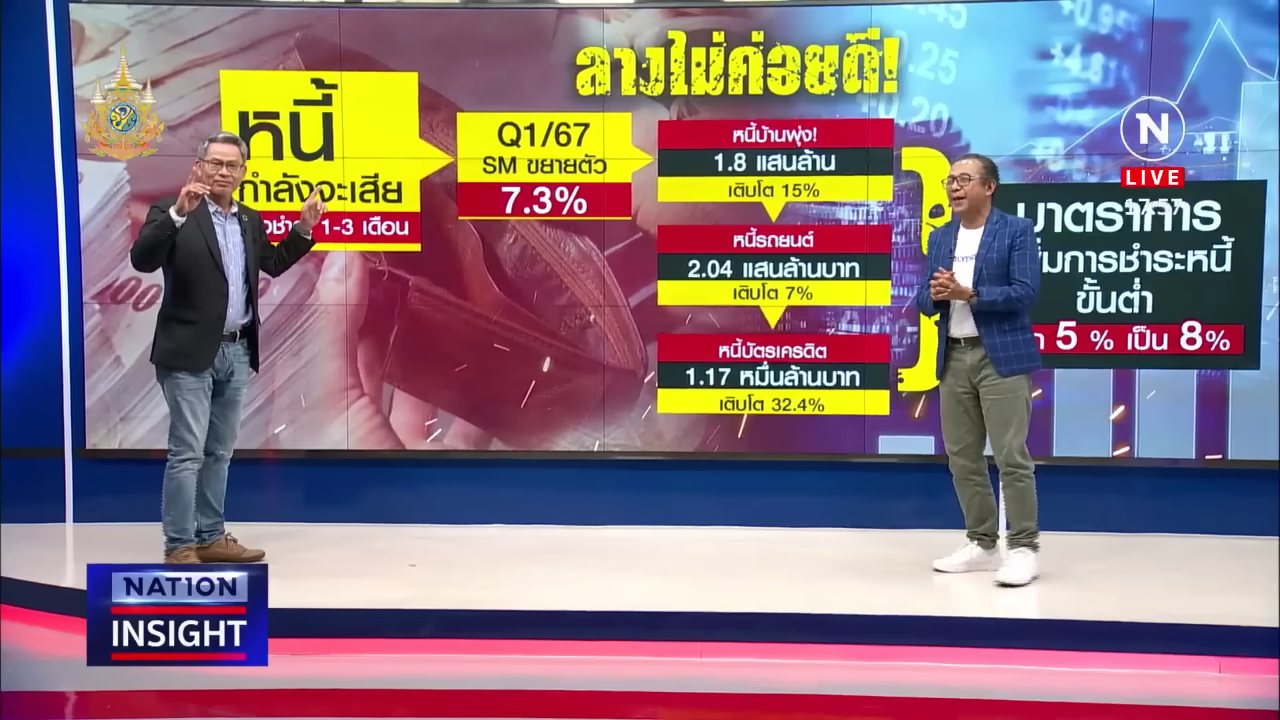 ลางไม่ค่อยดี!
หนี้
กำลังจะเสีย
1-3 เดือน
Q1/67
SM ขยายตัว
7.3%
หนี้บ้านพุ่ง!
1.8 แสนล้าน
เติบโต 15%
หนี้รถยนต์
2.04 แสนล้านบาท
เติบโต 7%
หนี้บัตรเครดิต
1.17 หมื่นล้านบาท
เติบโต 32.4%
มาตราการ
การชำระหนี้
ขั้นต่ำ
5 % เป็น 8%
N
LIVE
17:57
NATION
INSIGHT